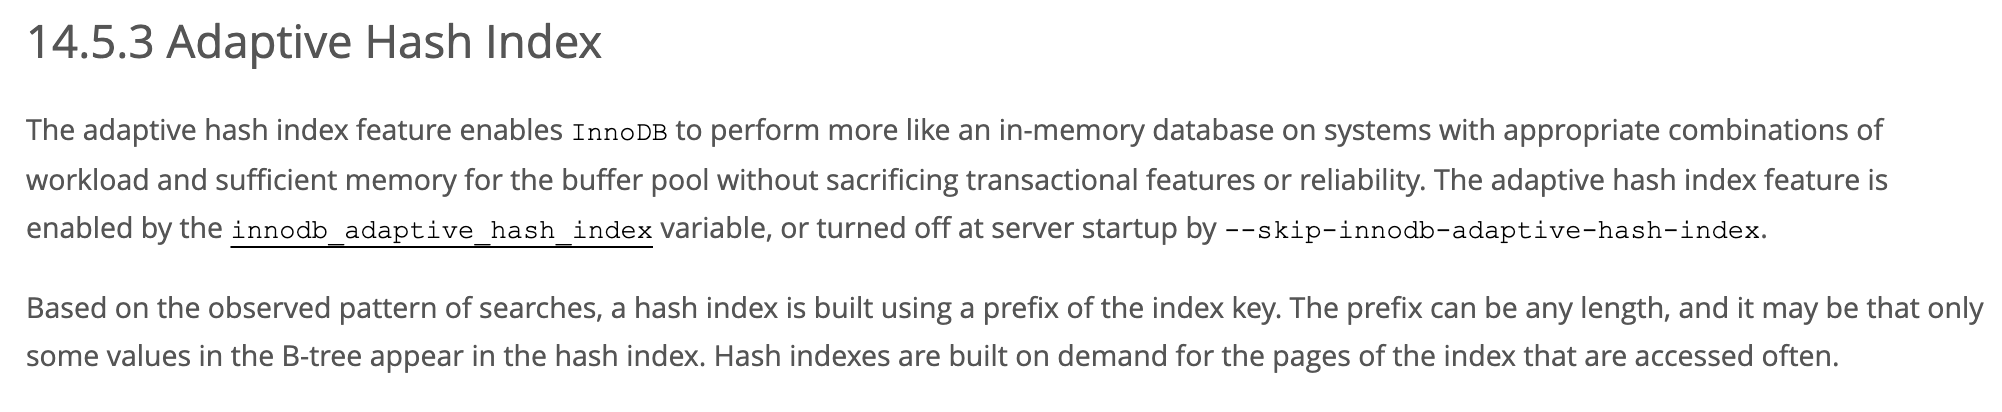 14.5.3 Adaptive Hash Index
The adaptive hash index feature enables InnoDB to perform more like an in-memory database on systems with appropriate combinations of
workload and sufficient memory for the buffer pool without sacrificing transactional features or reliability. The adaptive hash index feature is
enabled by the innodb_adaptive_hash_index variable, or turned off at server startup by --skip-innodb-adaptive-hash-index.
Based on the observed pattern of searches, a hash index is built using a prefix of the index key. The prefix can be any length, and it may be that only
some values in the B-tree appear in the hash index. Hash indexes are built on demand for the pages of the index that are accessed often.